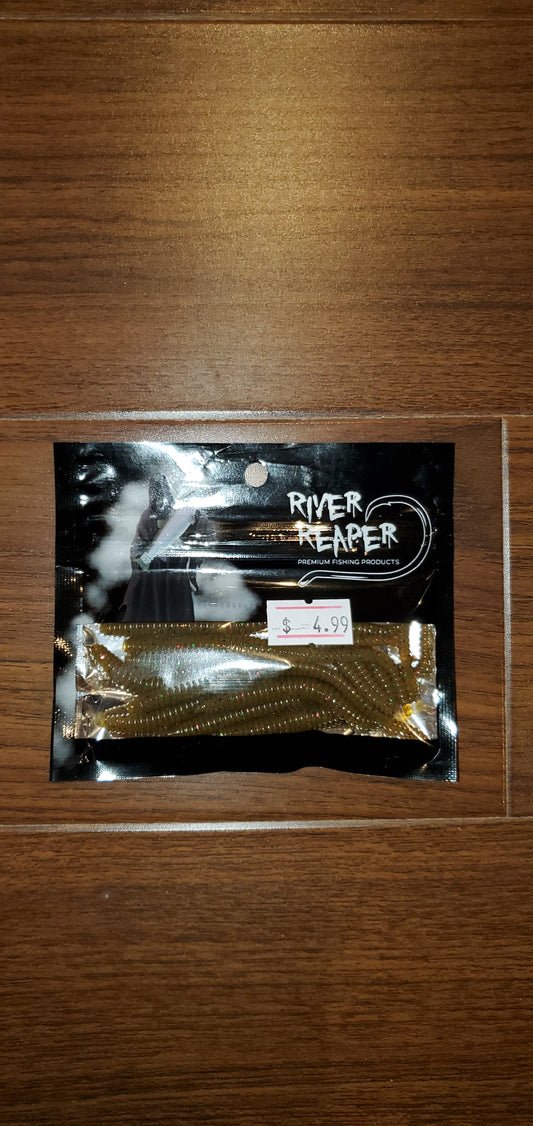 RIVER
REAPER
PREMIUM FISHING PRODUCTS
$ 4.99